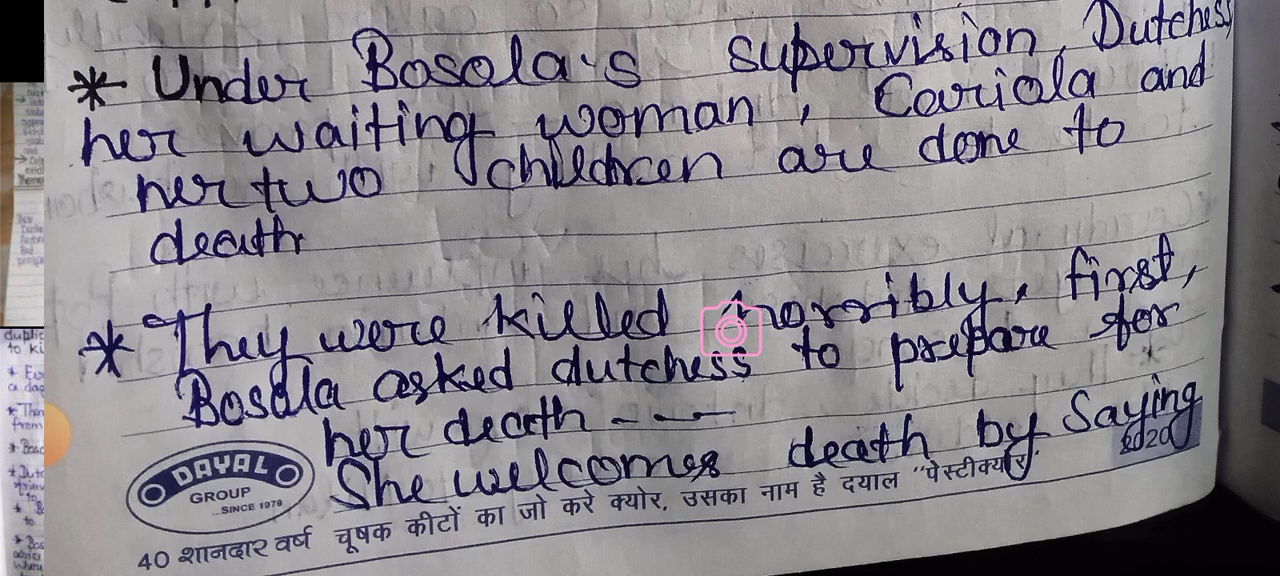 * Under Bosola's supervision, Dutchess,
her waiting woman, Cariola and
her two children are done to
death
* They were killed horribly, first,
Bosola asked dutchess to prepare for
her death - —
She welcomes death by Saying
DAYAL
GROUP
...SINCE 1979
40 शानदार वर्ष चूषक कीटों का जो करे क्योर, उसका नाम है दयाल "पेस्टीक्योर"